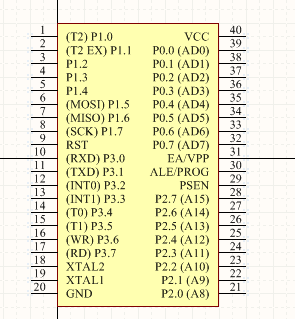 1 (T2) P1.0 VCC 40
2 (T2 EX) P1.1 P0.0 (AD0) 39
3 P1.2 P0.1 (AD1) 38
4 P1.3 P0.2 (AD2) 37
5 P1.4 P0.3 (AD3) 36
6 (MOSI) P1.5 P0.4 (AD4) 35
7 (MISO) P1.6 P0.5 (AD5) 34
8 (SCK) P1.7 P0.6 (AD6) 33
9 RST P0.7 (AD7) 32
10 (RXD) P3.0 EA/VPP 31
11 (TXD) P3.1 ALE/PROG 30
12 (INT0) P3.2 PSEN 29
13 (INT1) P3.3 P2.7 (A15) 28
14 (T0) P3.4 P2.6 (A14) 27
15 (T1) P3.5 P2.5 (A13) 26
16 (WR) P3.6 P2.4 (A12) 25
17 (RD) P3.7 P2.3 (A11) 24
18 XTAL2 P2.2 (A10) 23
19 XTAL1 P2.1 (A9) 22
20 GND P2.0 (A8) 21